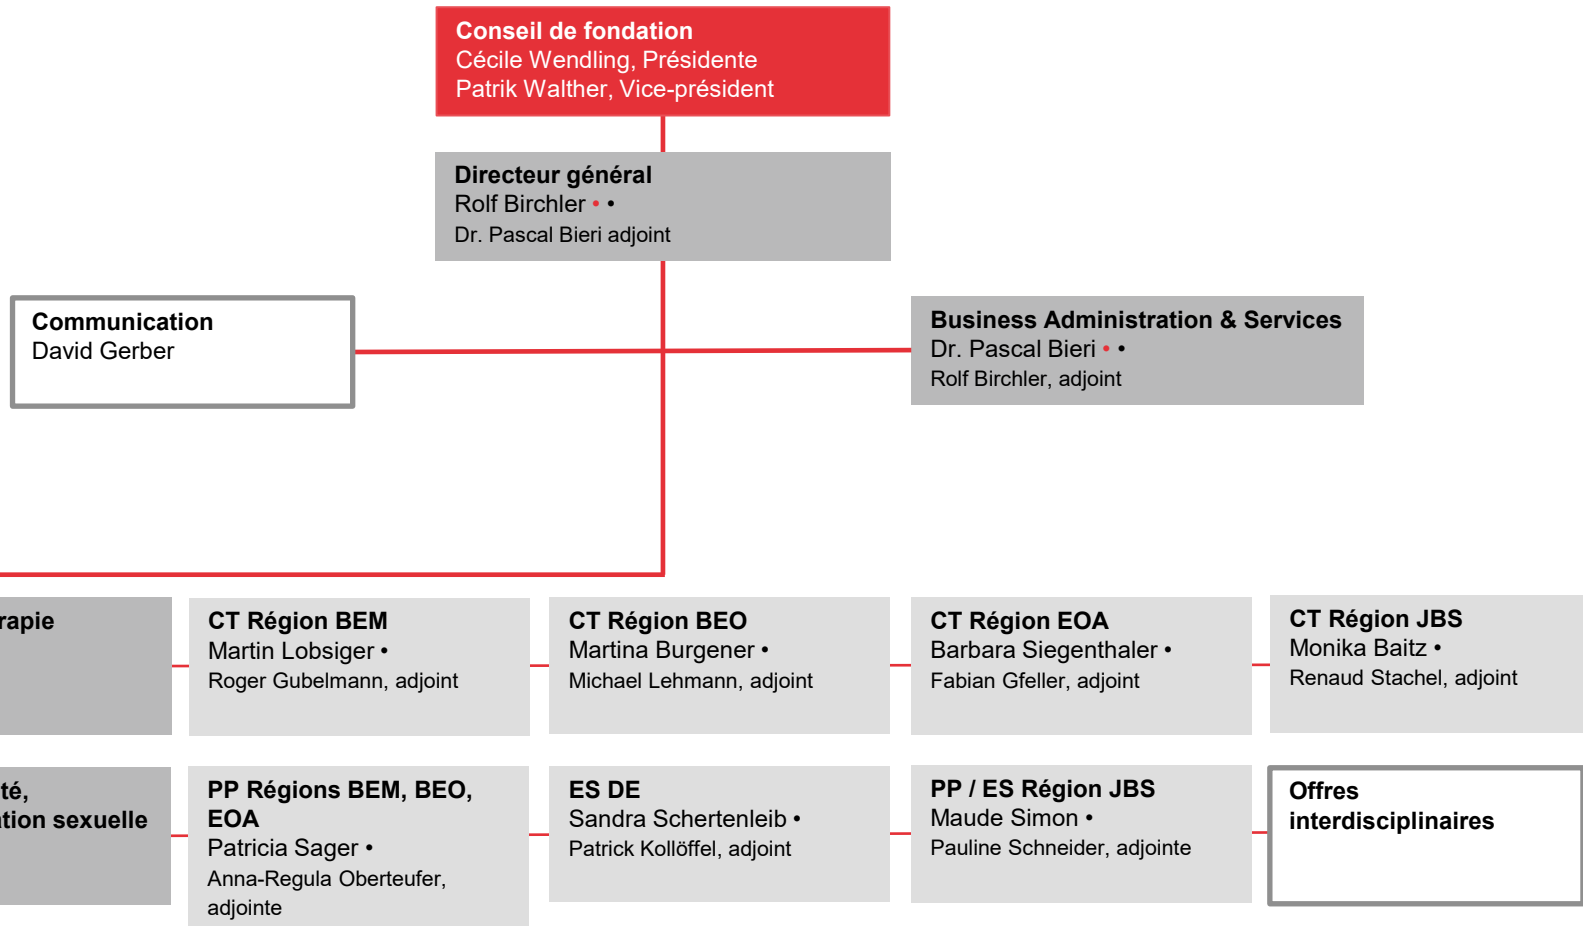 Conseil de fondation
Cécile Wendling, Présidente
Patrik Walther, Vice-président
Directeur général
Rolf Birchler • •
Dr. Pascal Bieri adjoint
Communication
David Gerber
Business Administration & Services
Dr. Pascal Bieri • •
Rolf Birchler, adjoint
rapie
CT Région BEM
Martin Lobsiger •
Roger Gubelmann, adjoint
CT Région BEO
Martina Burgener •
Michael Lehmann, adjoint
CT Région EOA
Barbara Siegenthaler •
Fabian Gfeller, adjoint
CT Région JBS
Monika Baitz •
Renaud Stachel, adjoint
té,
ation sexuelle
PP Régions BEM, BEO,
EOA
Patricia Sager •
Anna-Regula Oberteufer,
adjointe
ES DE
Sandra Schertenleib •
Patrick Kollöffel, adjoint
PP / ES Région JBS
Maude Simon •
Pauline Schneider, adjointe
Offres
interdisciplinaires